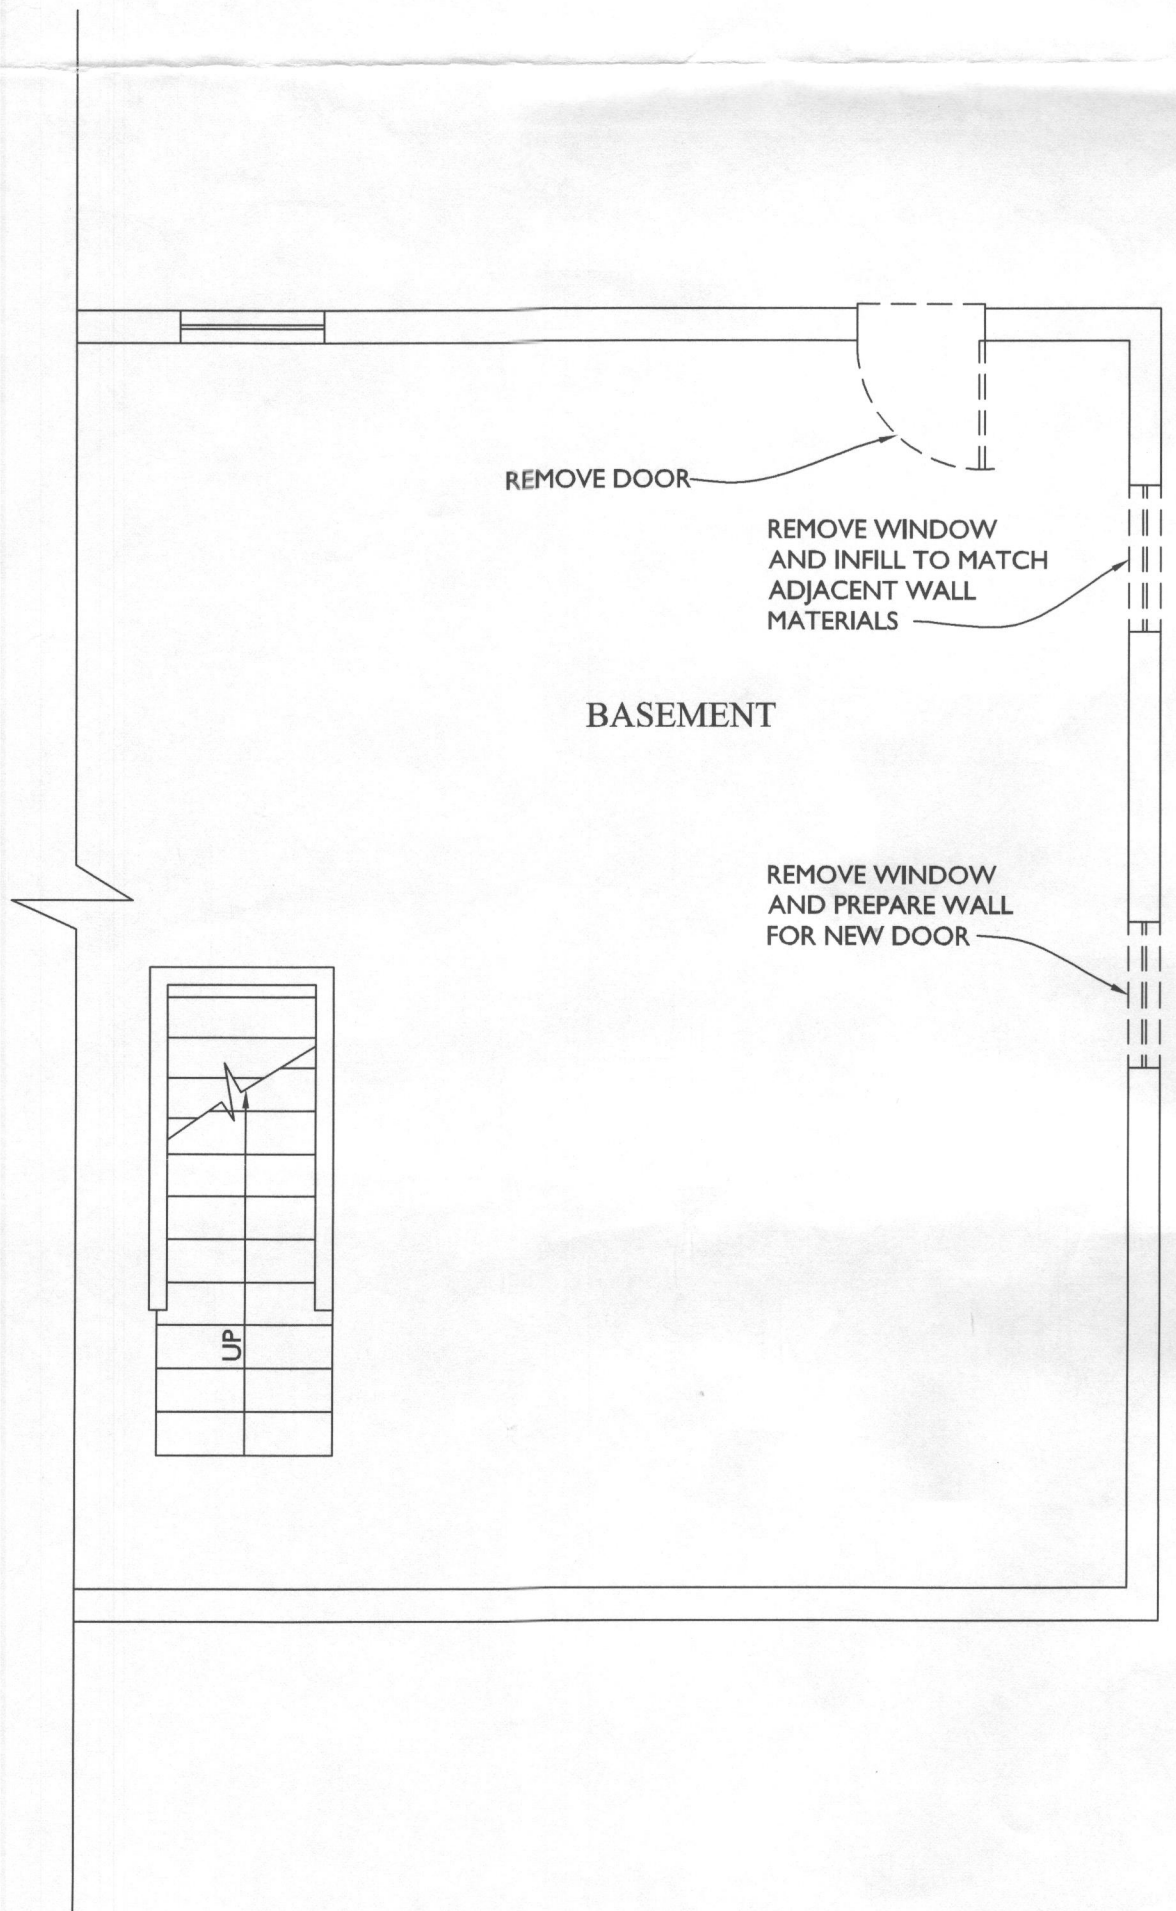 REMOVE DOOR
REMOVE WINDOW
AND INFILL TO MATCH
ADJACENT WALL
MATERIALS
BASEMENT
REMOVE WINDOW
AND PREPARE WALL
FOR NEW DOOR
UP